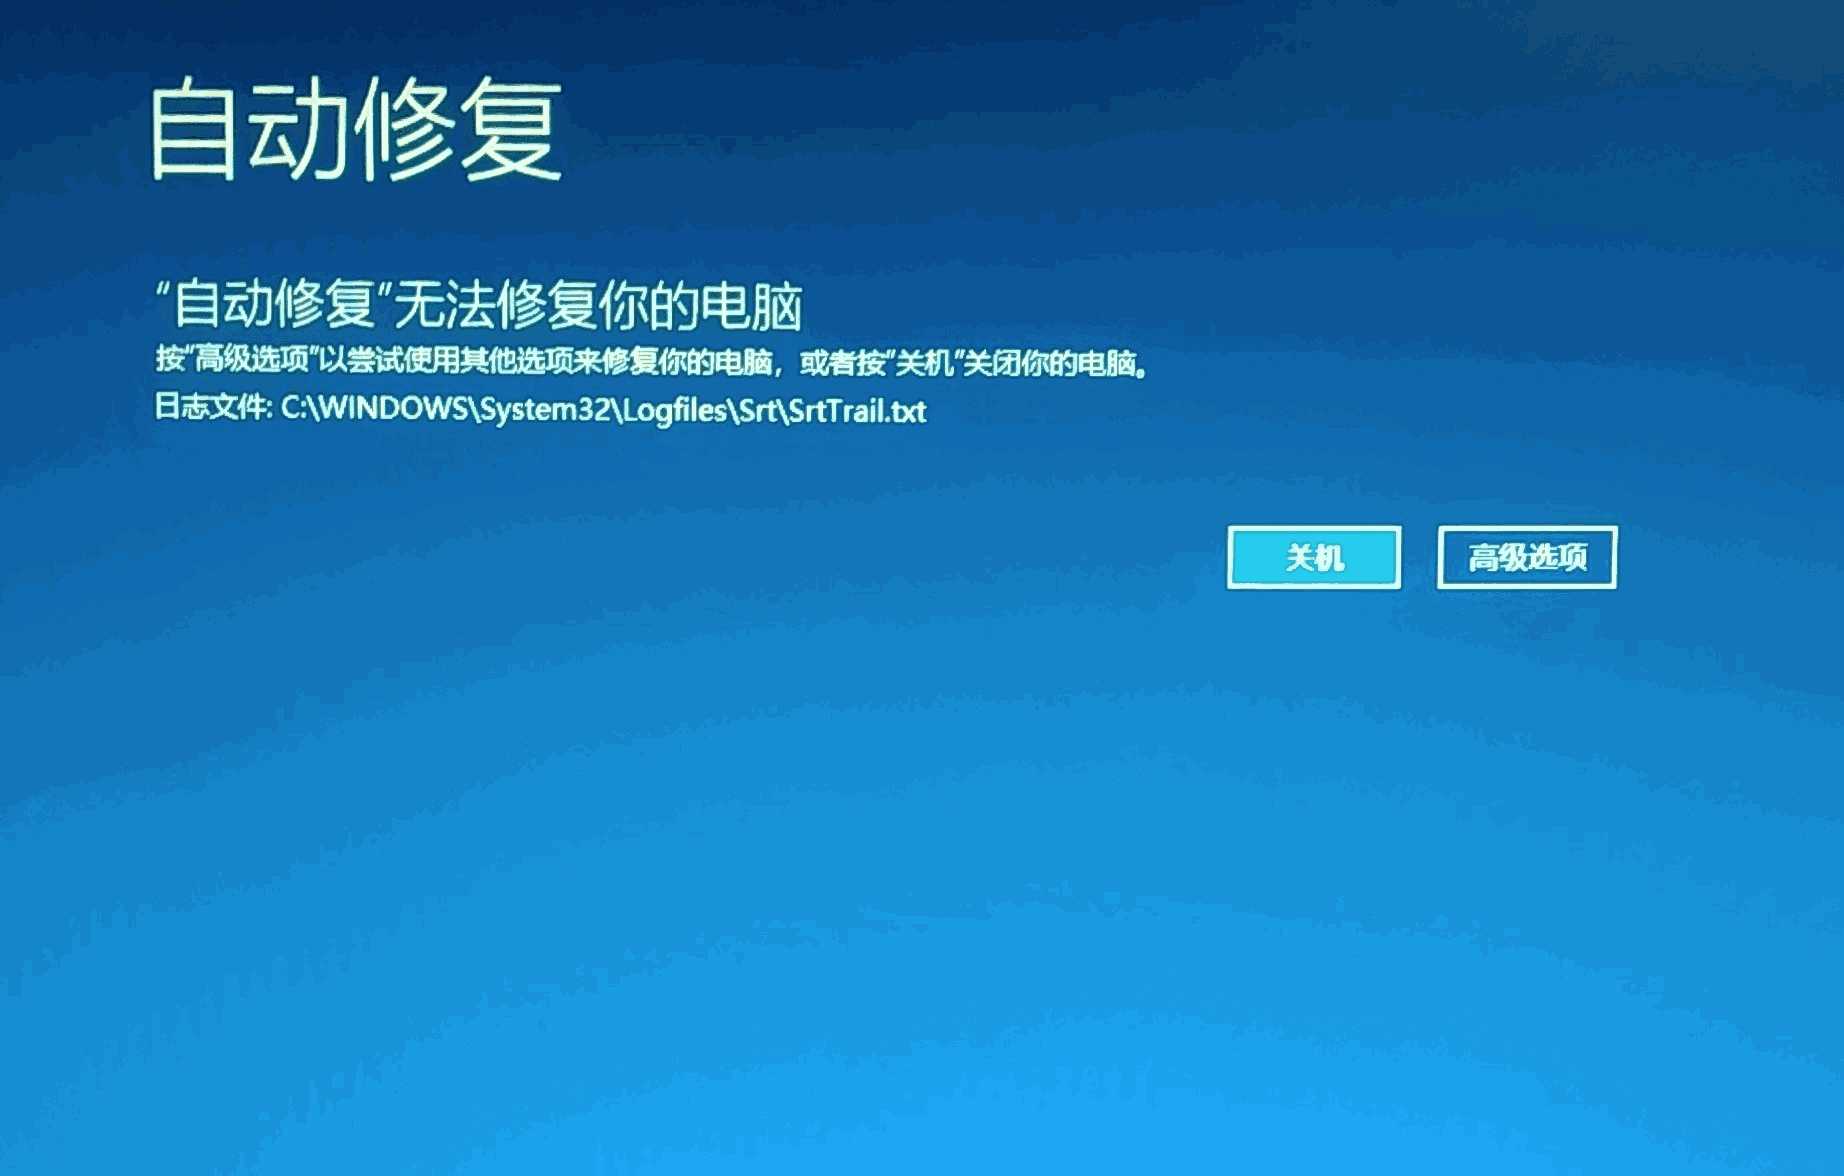 自动修复
“自动修复”无法修复你的电脑
按“高级选项”以尝试使用其他选项来修复你的电脑，或者按“关机”关闭你的电脑。
日志文件: C:\WINDOWS\System32\Logfiles\Srt\SrtTrail.txt
关机
高级选项